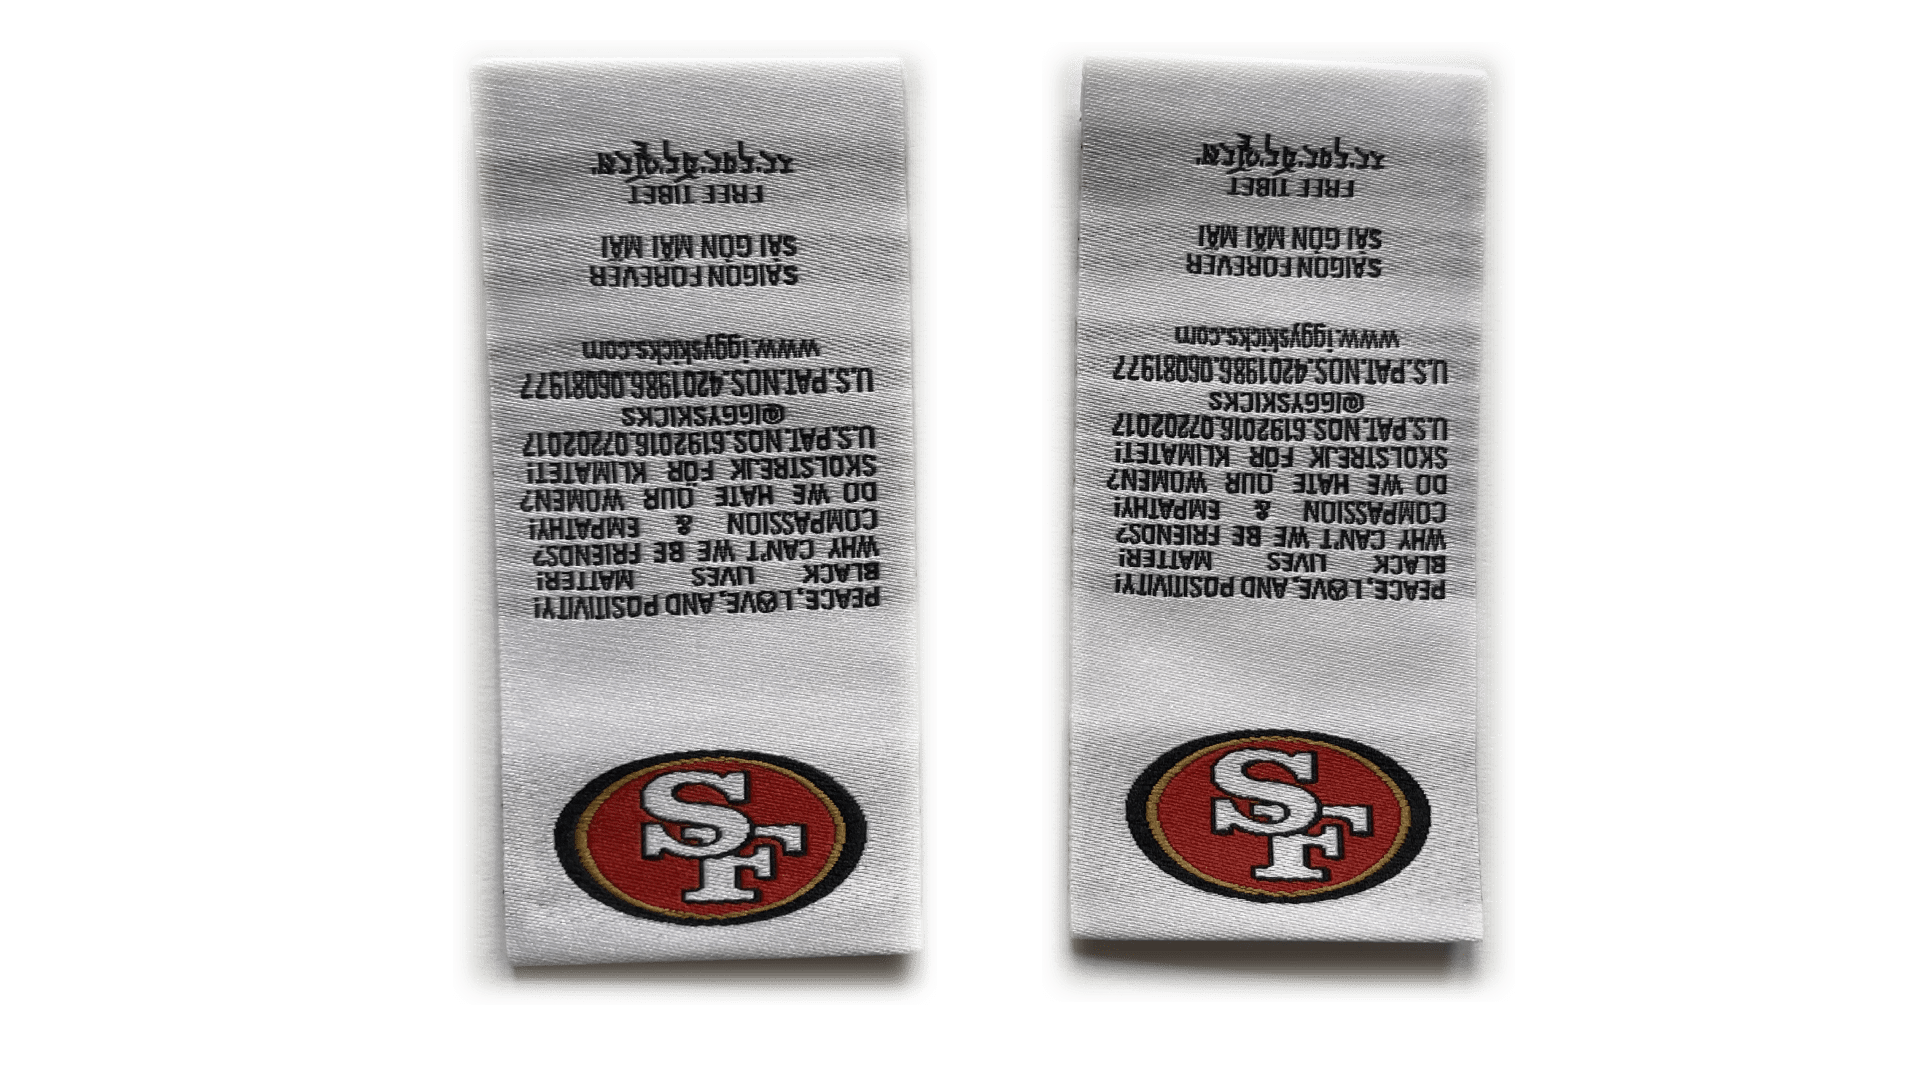 PEACE, L☮VE, AND POSITIVITY!
BLACK LIVES MATTER!
WHY CAN'T WE BE FRIENDS?
COMPASSION & EMPATHY!
DO WE HATE OUR WOMEN?
SKOLSTREJK FÖR KLIMATET!
U.S.PAT.NOS.6192016.07202017
@IGGYSKICKS
U.S.PAT.NOS.4201986.06081977
www.iggyskicks.com
SAIGON FOREVER
SÀI GÒN MÃI MÃI
FREE TIBET
SF
PEACE, L☮VE, AND POSITIVITY!
BLACK LIVES MATTER!
WHY CAN'T WE BE FRIENDS?
COMPASSION & EMPATHY!
DO WE HATE OUR WOMEN?
SKOLSTREJK FÖR KLIMATET!
U.S.PAT.NOS.6192016.07202017
@IGGYSKICKS
U.S.PAT.NOS.4201986.06081977
www.iggyskicks.com
SAIGON FOREVER
SÀI GÒN MÃI MÃI
FREE TIBET
SF